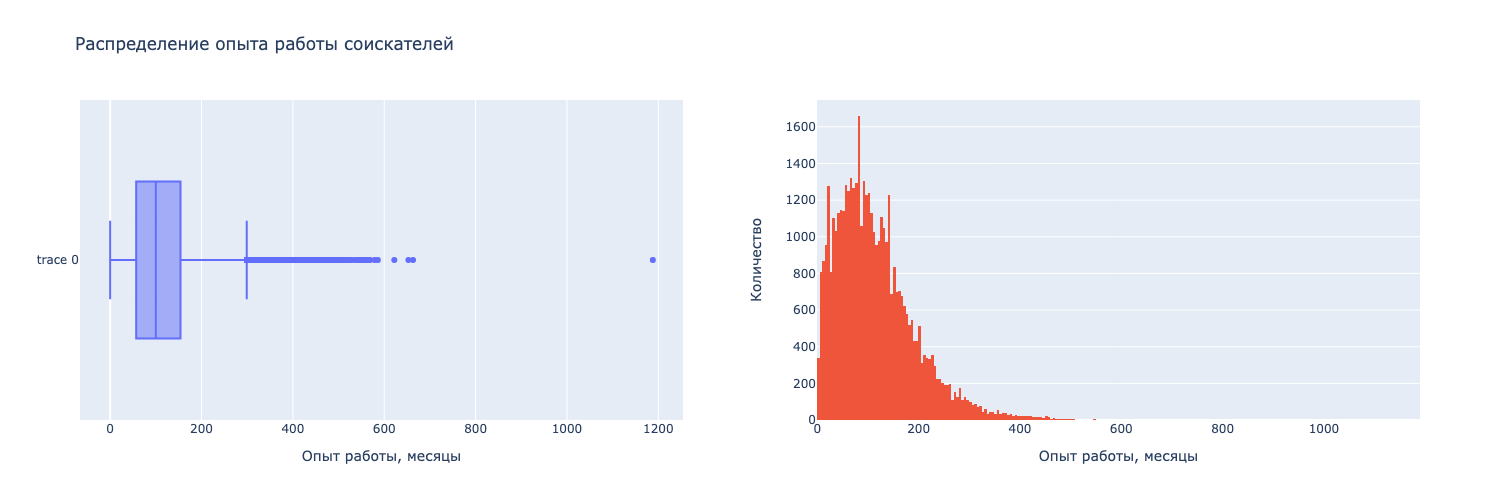 Распределение опыта работы соискателей
trace 0
0 200 400 600 800 1000 1200
Опыт работы, месяцы
Количество
1600
1400
1200
1000
800
600
400
200
0
0 200 400 600 800 1000
Опыт работы, месяцы